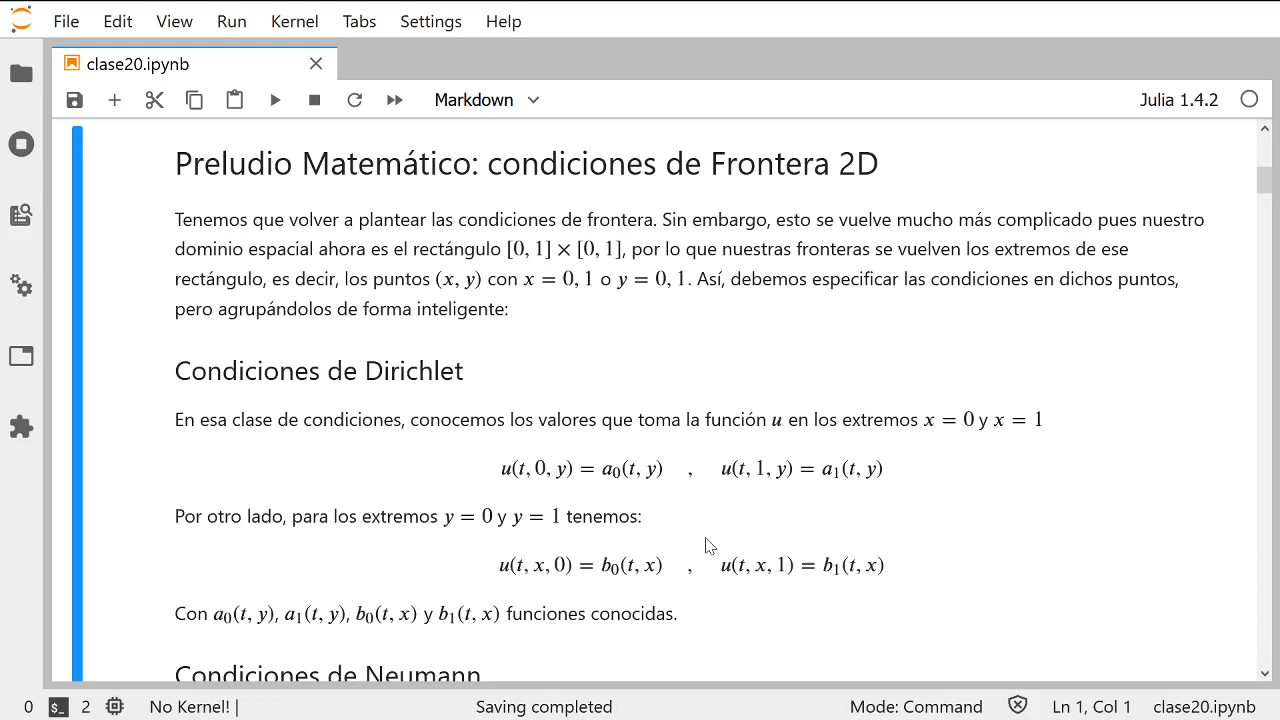 File Edit View Run Kernel Tabs Settings Help
clase20.ipynb
Markdown
Julia 1.4.2
Preludio Matemático: condiciones de Frontera 2D
Tenemos que volver a plantear las condiciones de frontera. Sin embargo, esto se vuelve mucho más complicado pues nuestro
dominio espacial ahora es el rectángulo [0, 1] × [0, 1], por lo que nuestras fronteras se vuelven los extremos de ese
rectángulo, es decir, los puntos (x, y) con x = 0, 1 o y = 0, 1. Así, debemos especificar las condiciones en dichos puntos,
pero agrupándolos de forma inteligente:
Condiciones de Dirichlet
En esa clase de condiciones, conocemos los valores que toma la función u en los extremos x = 0 y x = 1
u(t, 0, y) = a₀(t, y) , u(t, 1, y) = a₁(t, y)
Por otro lado, para los extremos y = 0 y y = 1 tenemos:
u(t, x, 0) = b₀(t, x) , u(t, x, 1) = b₁(t, x)
Con a₀(t, y), a₁(t, y), b₀(t, x) y b₁(t, x) funciones conocidas.
Condiciones de Neumann
0 $_ 2 No Kernel! | Saving completed Mode: Command Ln 1, Col 1 clase20.ipynb